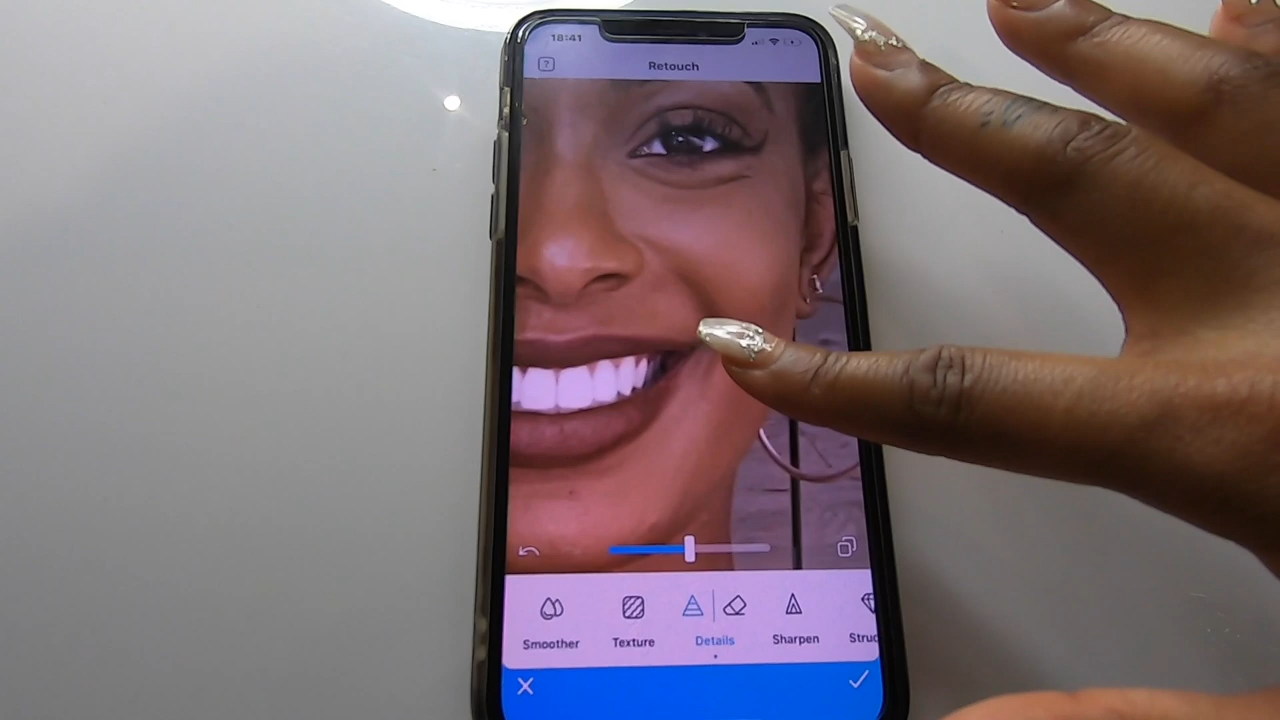 18:41
?
Retouch
Smoother
Texture
Details
Sharpen
Struc